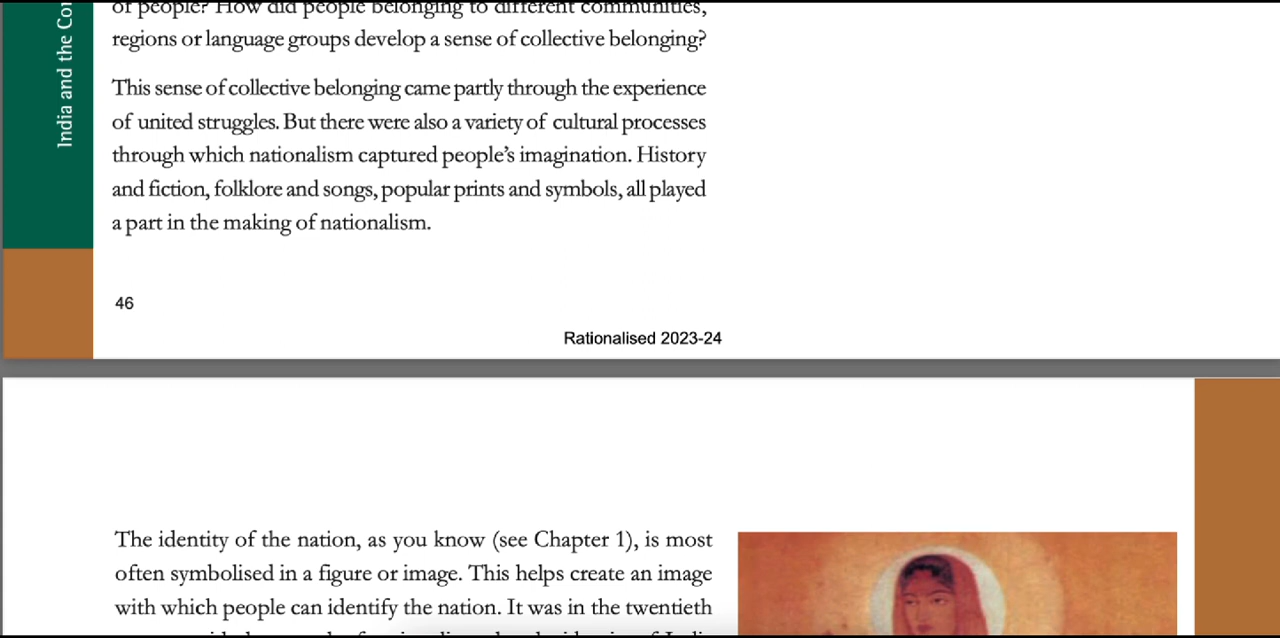 India and the Co
of people? How did people belonging to different communities,
regions or language groups develop a sense of collective belonging?
This sense of collective belonging came partly through the experience
of united struggles. But there were also a variety of cultural processes
through which nationalism captured people's imagination. History
and fiction, folklore and songs, popular prints and symbols, all played
a part in the making of nationalism.
46
Rationalised 2023-24
The identity of the nation, as you know (see Chapter 1), is most
often symbolised in a figure or image. This helps create an image
with which people can identify the nation. It was in the twentieth